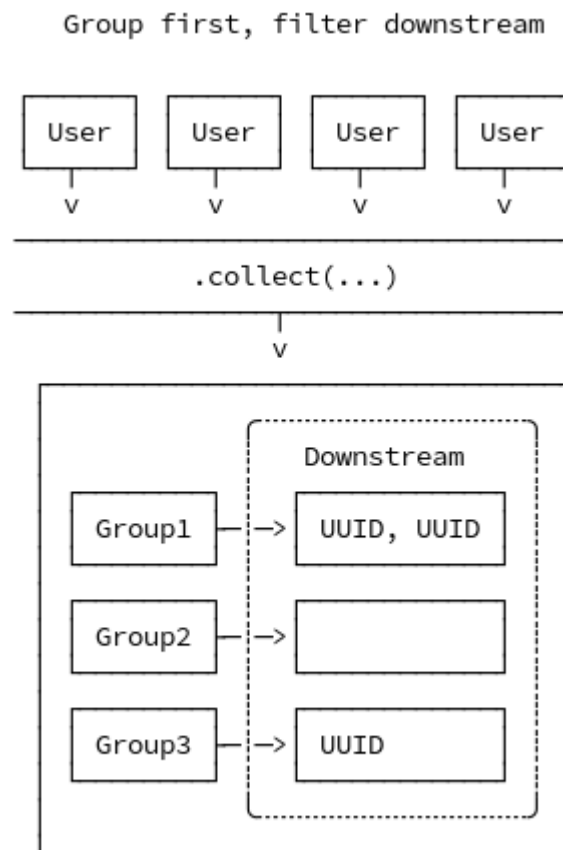 Group first, filter downstream
User User User User
v v v v
.collect(...)
v
Downstream
Group1 —> UUID, UUID
Group2 —>
Group3 —> UUID